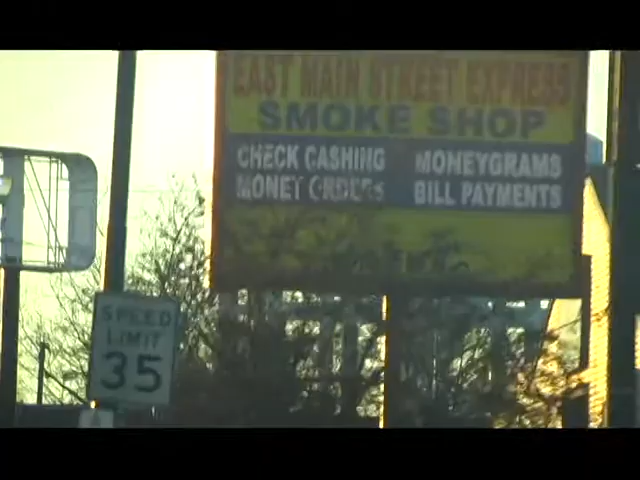 EAST MAIN STREET EXPRESS
SMOKE SHOP
CHECK CASHING
MONEY ORDERS
MONEYGRAMS
BILL PAYMENTS
SPEED
LIMIT
35